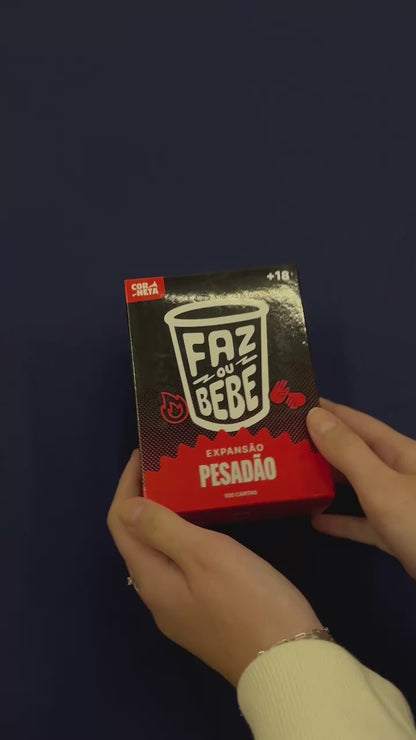 COR
NETA
+18
FAZ
OU
BEBE
EXPANSÃO
PESADÃO
100 CARTAS